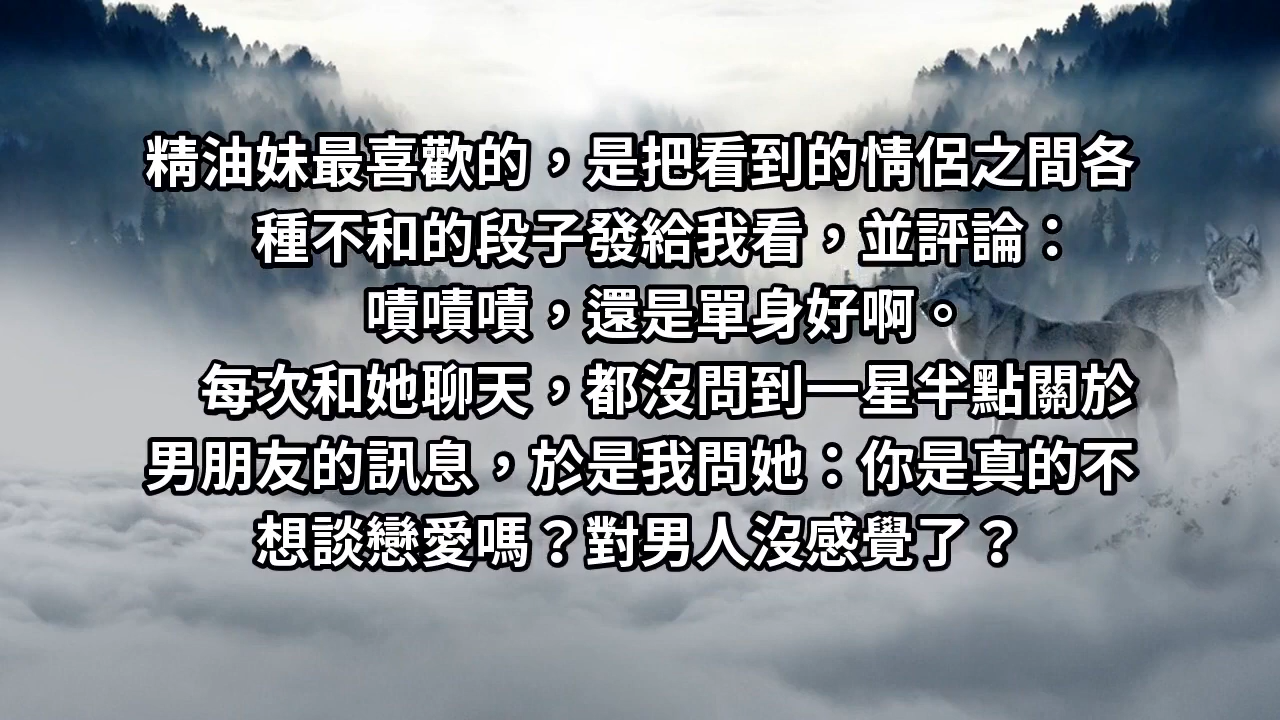 精油妹最喜歡的，是把看到的情侶之間各
種不和的段子發給我看，並評論：
嘖嘖嘖，還是單身好啊。
每次和她聊天，都沒問到一星半點關於
男朋友的訊息，於是我問她：你是真的不
想談戀愛嗎？對男人沒感覺了？